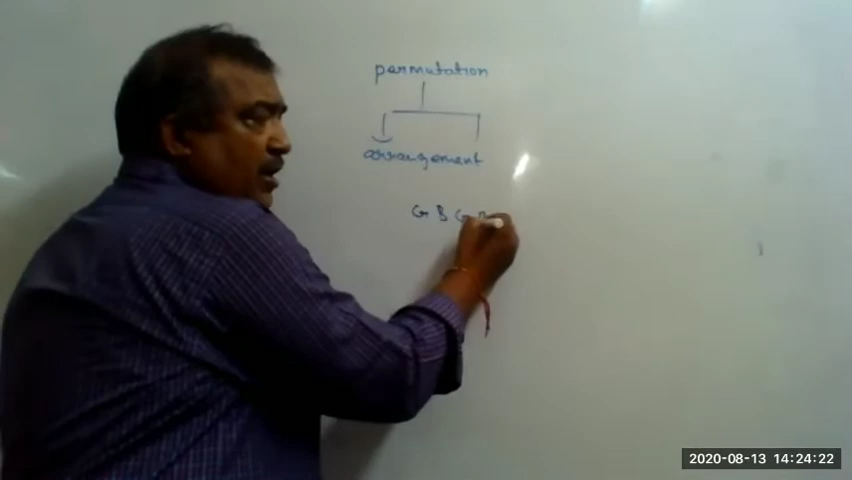 permutation
arrangement
G B G B
2020-08-13 14:24:22